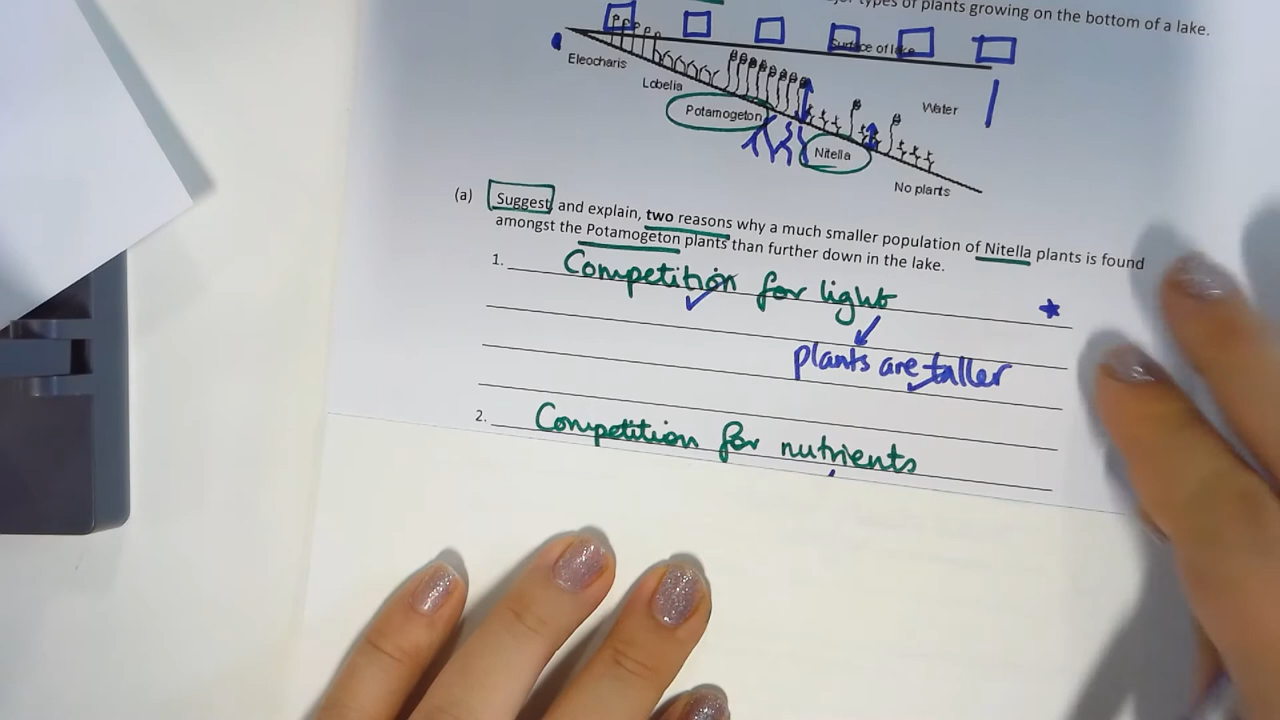 types of plants growing on the bottom of a lake.
Surface of lake
Eleocharis
Lobelia
Potamogeton
Water
Nitella
No plants
(a) Suggest, and explain, two reasons why a much smaller population of Nitella plants is found
amongst the Potamogeton plants than further down in the lake.
1. Competition for light
plants are taller
2. Competition for nutrients